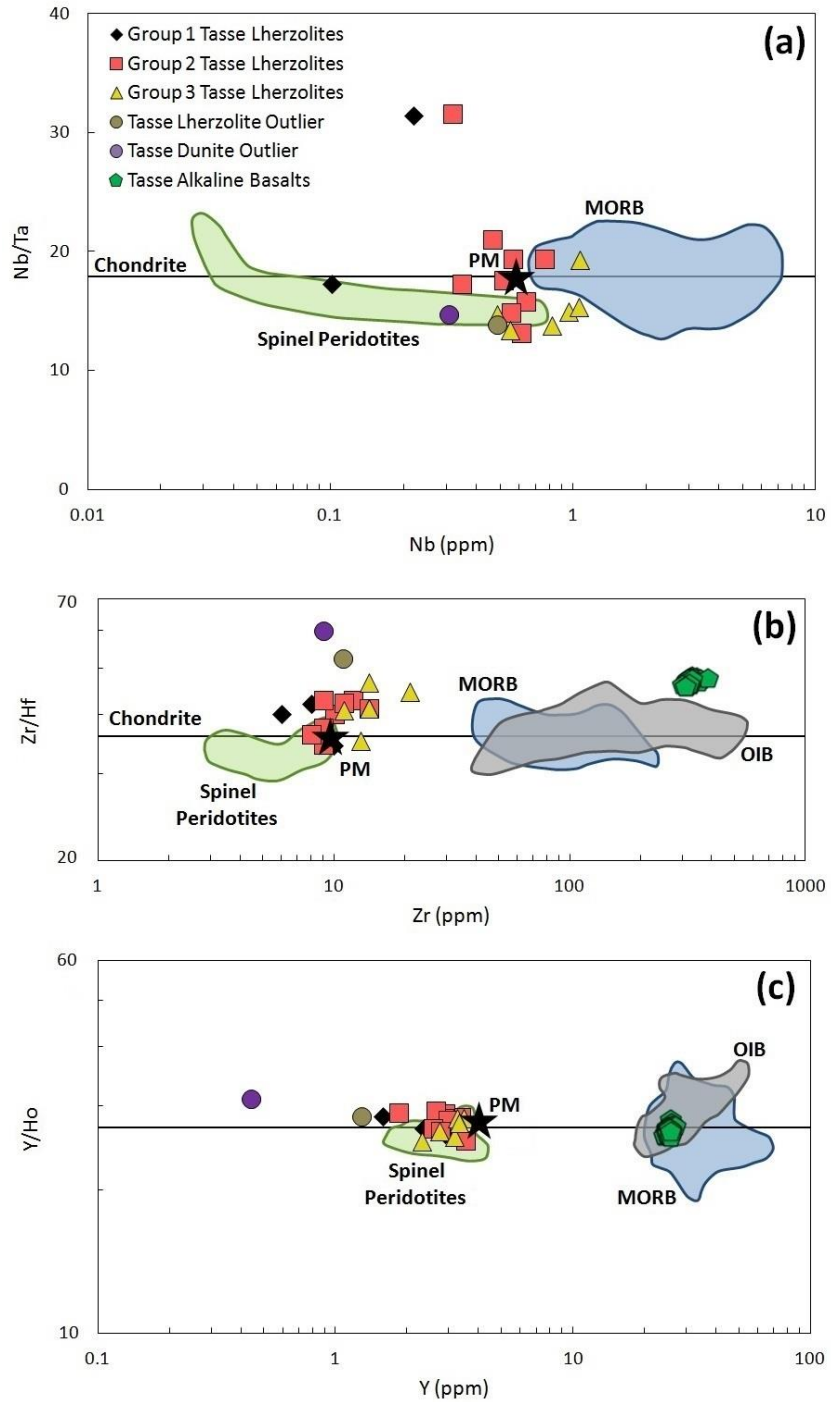 40
(a)
Group 1 Tasse Lherzolites
Group 2 Tasse Lherzolites
Group 3 Tasse Lherzolites
Tasse Lherzolite Outlier
Tasse Dunite Outlier
Tasse Alkaline Basalts
30
MORB
20
PM
Chondrite
Nb/Ta
Spinel Peridotites
10
0
0.01
0.1
1
10
Nb (ppm)
70
(b)
MORB
Chondrite
Zr/Hf
PM
OIB
Spinel
Peridotites
20
1
10
100
1000
Zr (ppm)
60
(c)
OIB
PM
Y/Ho
Spinel
Peridotites
MORB
10
0.1
1
10
100
Y (ppm)